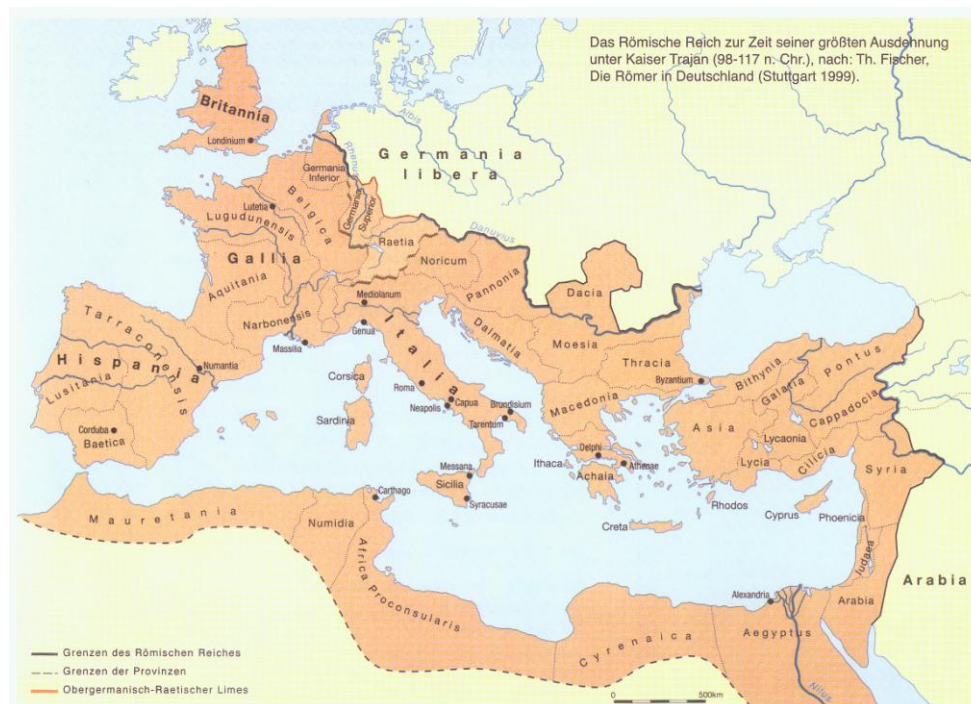 Das Römische Reich zur Zeit seiner größten Ausdehnung
unter Kaiser Trajan (98-117 n. Chr.), nach: Th. Fischer,
Die Römer in Deutschland (Stuttgart 1999).
Britannia
Londinium
Albis
Rhenus
Germania
libera
Germania
Inferior
Belgica
Lutetia
Germania
Superior
Lugudunensis
Danuvius
Raetia
Gallia
Noricum
Aquitania
Pannonia
Dacia
Mediolanum
Narbonensis
Genua
Italia
Dalmatia
Moesia
Tarraconensis
Massilia
Thracia
Bithynia
Pontus
Hispania
Numantia
Corsica
Roma
Byzantium
Galatia
Lusitania
Capua
Neapolis
Brundisium
Macedonia
Cappadocia
Sardinia
Tarentum
Asia
Corduba
Baetica
Lycaonia
Delphi
Ithaca
Athenae
Lycia
Cilicia
Messana
Achaia
Syria
Sicilia
Carthago
Syracusae
Rhodos
Cyprus
Phoenicia
Mauretania
Numidia
Creta
Iudaea
Africa Proconsularis
Arabia
Alexandria
Arabia
Cyrenaica
Aegyptus
Nilus
Grenzen des Römischen Reiches
Grenzen der Provinzen
Obergermanisch-Raetischer Limes
0 500km